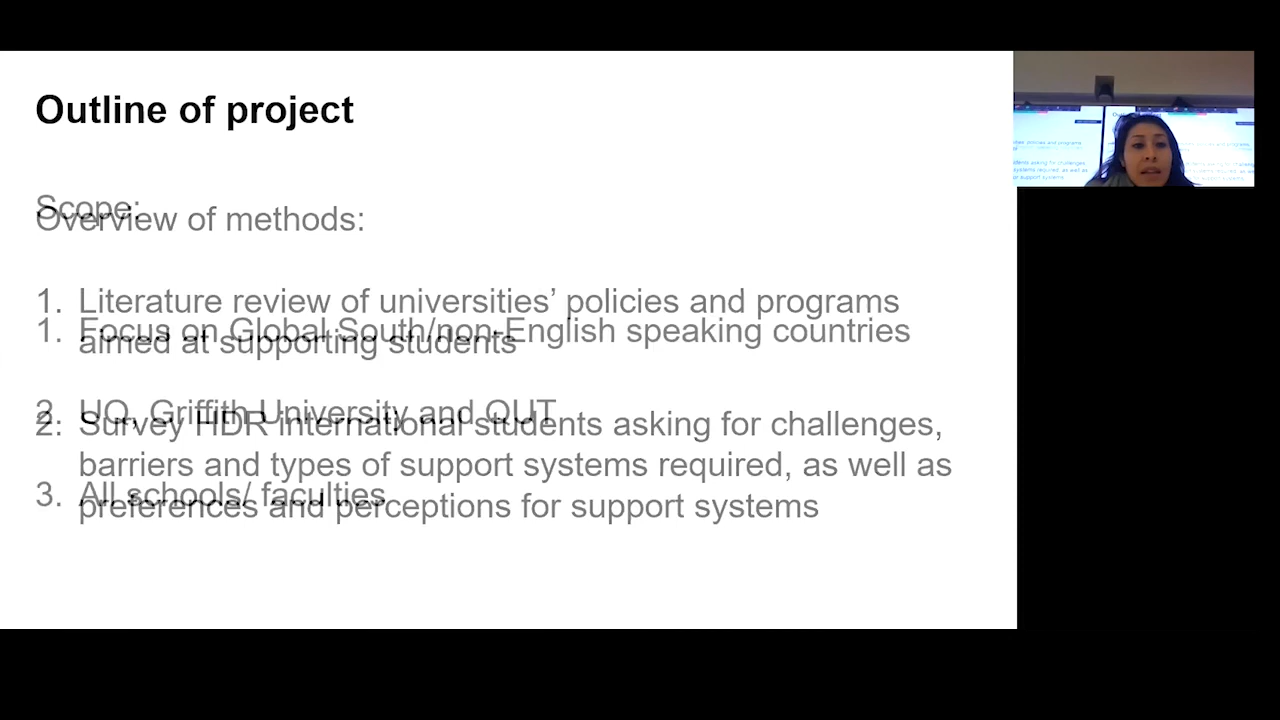 Outline of project
Scope:
Overview of methods:
1. Literature review of universities’ policies and programs
aimed at supporting students
1. Focus on Global South/non-English speaking countries
2. UQ, Griffith University and QUT
2. Survey HDR international students asking for challenges,
barriers and types of support systems required, as well as
preferences and perceptions for support systems
3. All schools/ faculties